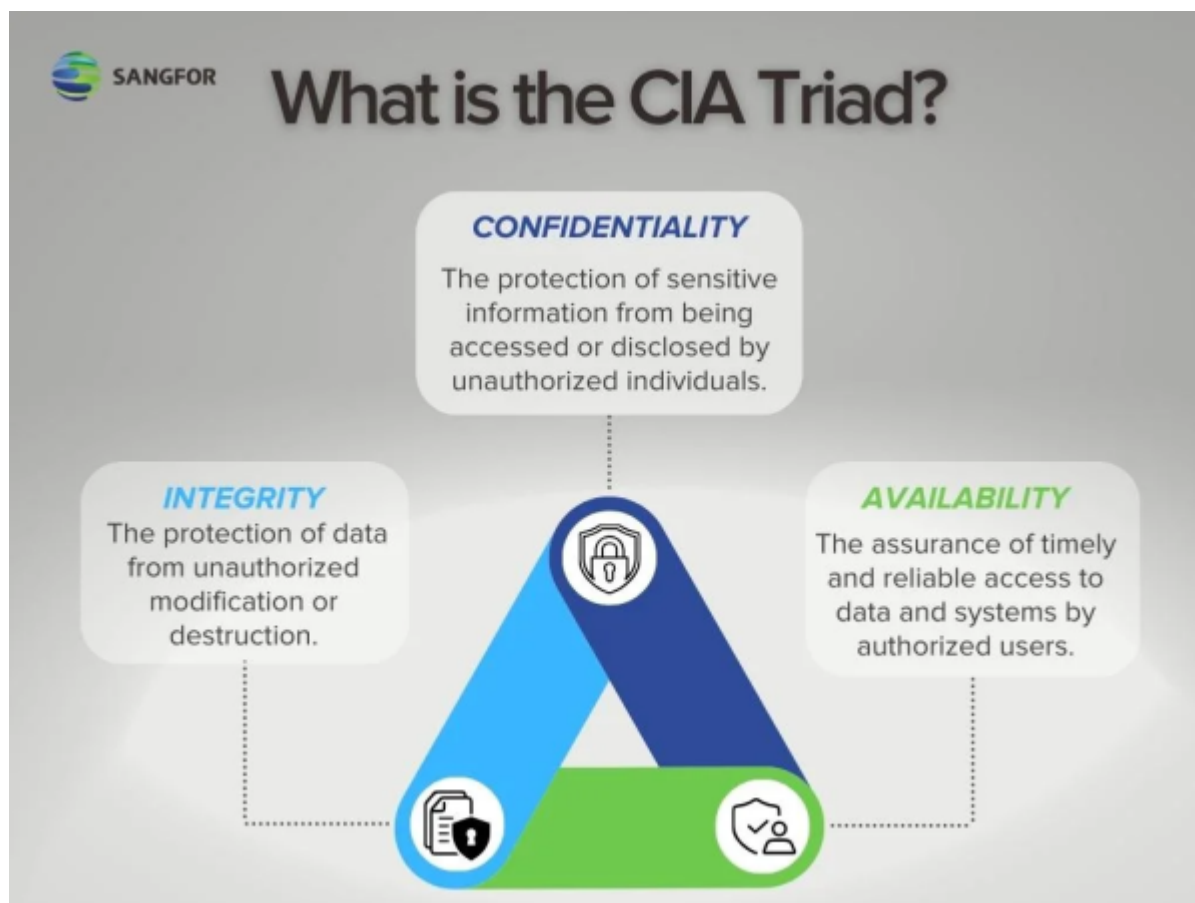 SANGFOR
What is the CIA Triad?
CONFIDENTIALITY
The protection of sensitive
information from being
accessed or disclosed by
unauthorized individuals.
INTEGRITY
The protection of data
from unauthorized
modification or
destruction.
AVAILABILITY
The assurance of timely
and reliable access to
data and systems by
authorized users.